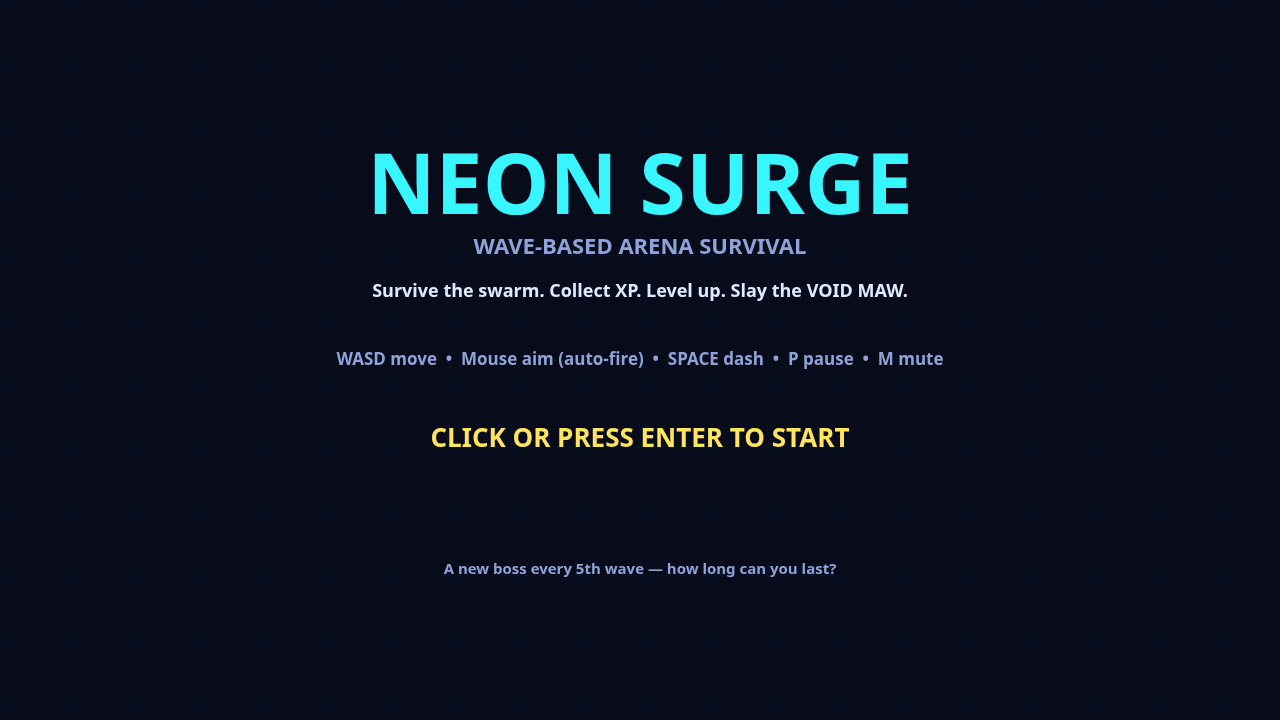 NEON SURGE
WAVE-BASED ARENA SURVIVAL
Survive the swarm. Collect XP. Level up. Slay the VOID MAW.
WASD move • Mouse aim (auto-fire) • SPACE dash • P pause • M mute
CLICK OR PRESS ENTER TO START
A new boss every 5th wave — how long can you last?